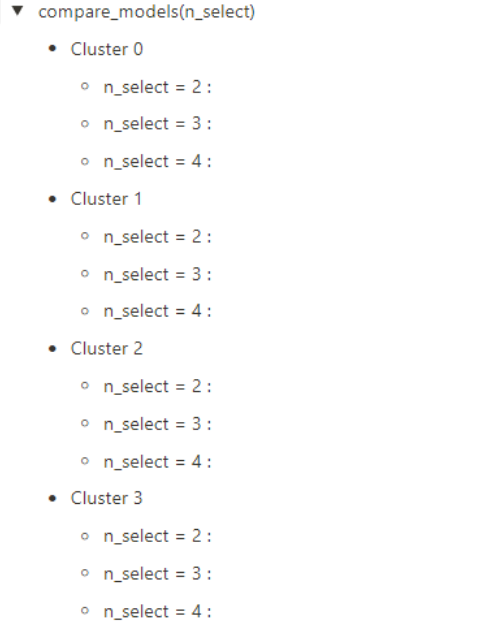 ▼ compare_models(n_select)
• Cluster 0
◦ n_select = 2 :
◦ n_select = 3 :
◦ n_select = 4 :
• Cluster 1
◦ n_select = 2 :
◦ n_select = 3 :
◦ n_select = 4 :
• Cluster 2
◦ n_select = 2 :
◦ n_select = 3 :
◦ n_select = 4 :
• Cluster 3
◦ n_select = 2 :
◦ n_select = 3 :
◦ n_select = 4 :